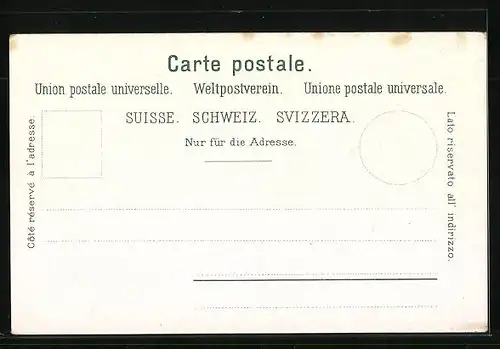 Carte postale.
Union postale universelle. Weltpostverein. Unione postale universale.
SUISSE. SCHWEIZ. SVIZZERA.
Nur für die Adresse.
Côté réservé à l'adresse.
Lato riservato all' indirizzo.